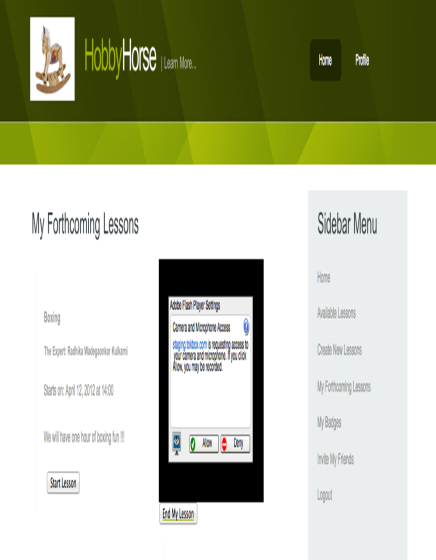 HobbyHorse | Learn More...
Home Profile
My Forthcoming Lessons
Boxing
The Expert: Radhika Wadegaonkar Kulkarni
Starts on: April 12, 2012 at 14:00
We will have one hour of boxing fun !!!
Start Lesson
Adobe Flash Player Settings
Camera and Microphone Access
staging.tokbox.com is requesting access to
your camera and microphone. If you click
Allow, you may be recorded.
Allow Deny
End My Lesson
Sidebar Menu
Home
Available Lessons
Create New Lessons
My Forthcoming Lessons
My Badges
Invite My Friends
Logout